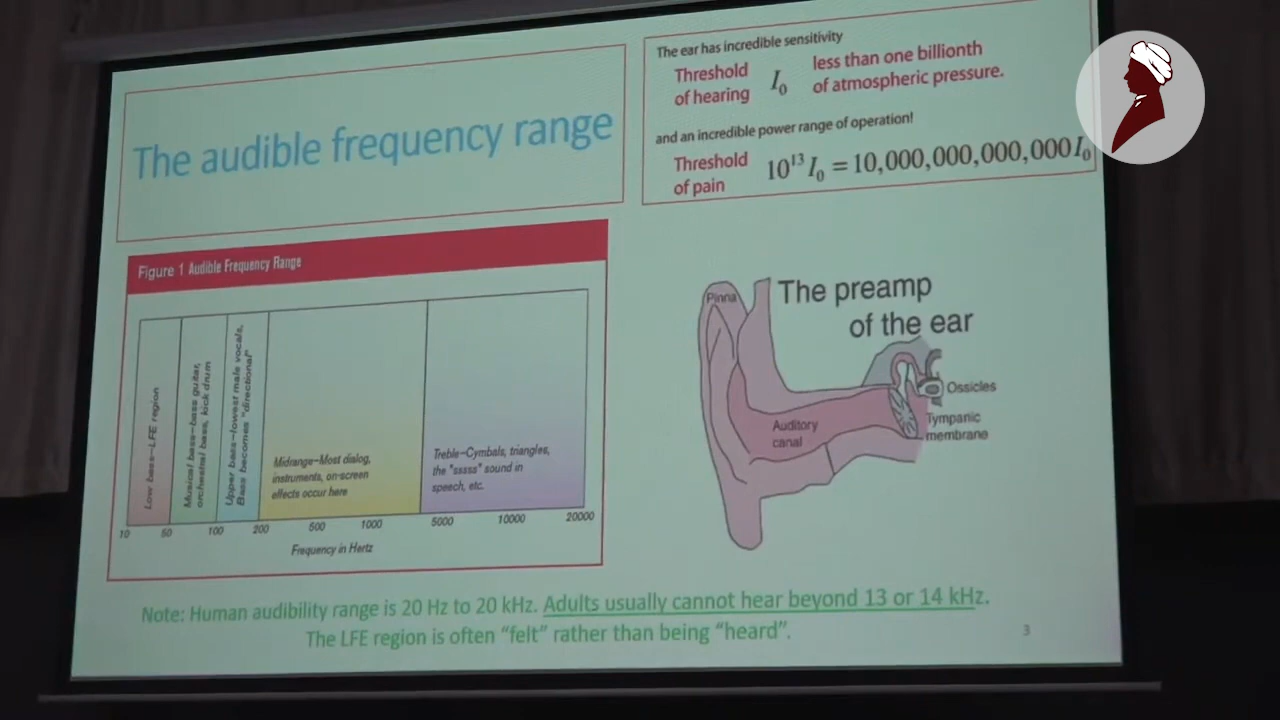 The audible frequency range
The ear has incredible sensitivity
Threshold
of hearing
I₀
less than one billionth
of atmospheric pressure.
and an incredible power range of operation!
Threshold
of pain
10¹³ I₀ = 10,000,000,000,000 I₀
Figure 1 Audible Frequency Range
Low bass–LFE region
Musical bass–bass guitar,
orchestral bass, kick drum
Upper bass–lowest male vocals,
Bass becomes "directional"
Midrange–Most dialog,
instruments, on-screen
effects occur here
Treble–Cymbals, triangles,
the "sssss" sound in
speech, etc.
10 50 100 200 500 1000 5000 10000 20000
Frequency in Hertz
The preamp
of the ear
Pinna
Ossicles
Auditory
canal
Tympanic
membrane
Note: Human audibility range is 20 Hz to 20 kHz. Adults usually cannot hear beyond 13 or 14 kHz.
The LFE region is often “felt” rather than being “heard”.
3